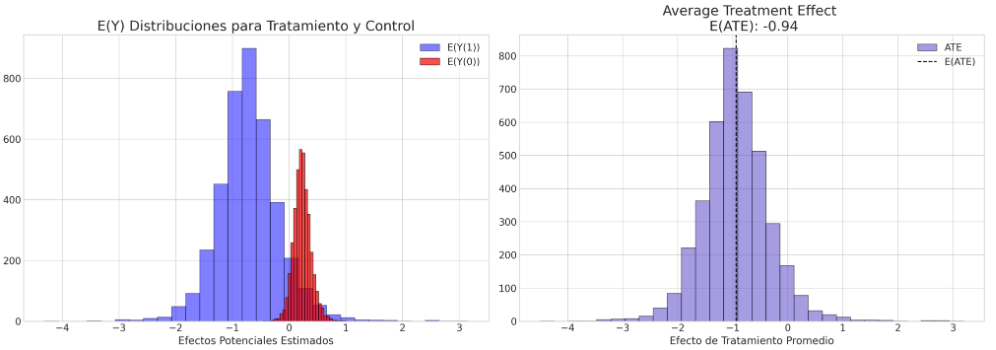 E(Y) Distribuciones para Tratamiento y Control
E(Y(1))
E(Y(0))
800
600
400
200
0
−4 −3 −2 −1 0 1 2 3
Efectos Potenciales Estimados
Average Treatment Effect
E(ATE): -0.94
ATE
E(ATE)
800
700
600
500
400
300
200
100
0
−4 −3 −2 −1 0 1 2 3
Efecto de Tratamiento Promedio